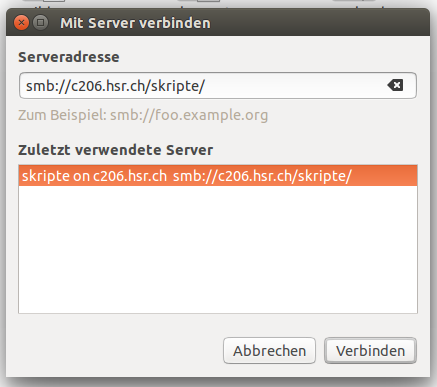 Mit Server verbinden
Serveradresse
smb://c206.hsr.ch/skripte/
Zum Beispiel: smb://foo.example.org
Zuletzt verwendete Server
skripte on c206.hsr.ch smb://c206.hsr.ch/skripte/
Abbrechen Verbinden